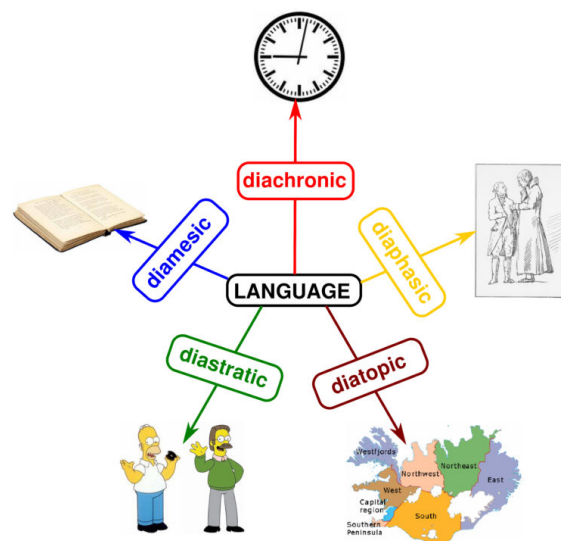 diachronic
diamesic
diaphasic
LANGUAGE
diastratic
diatopic
Westfjords
Northwest
Northeast
West
East
Capital
region
South
Southern
Peninsula